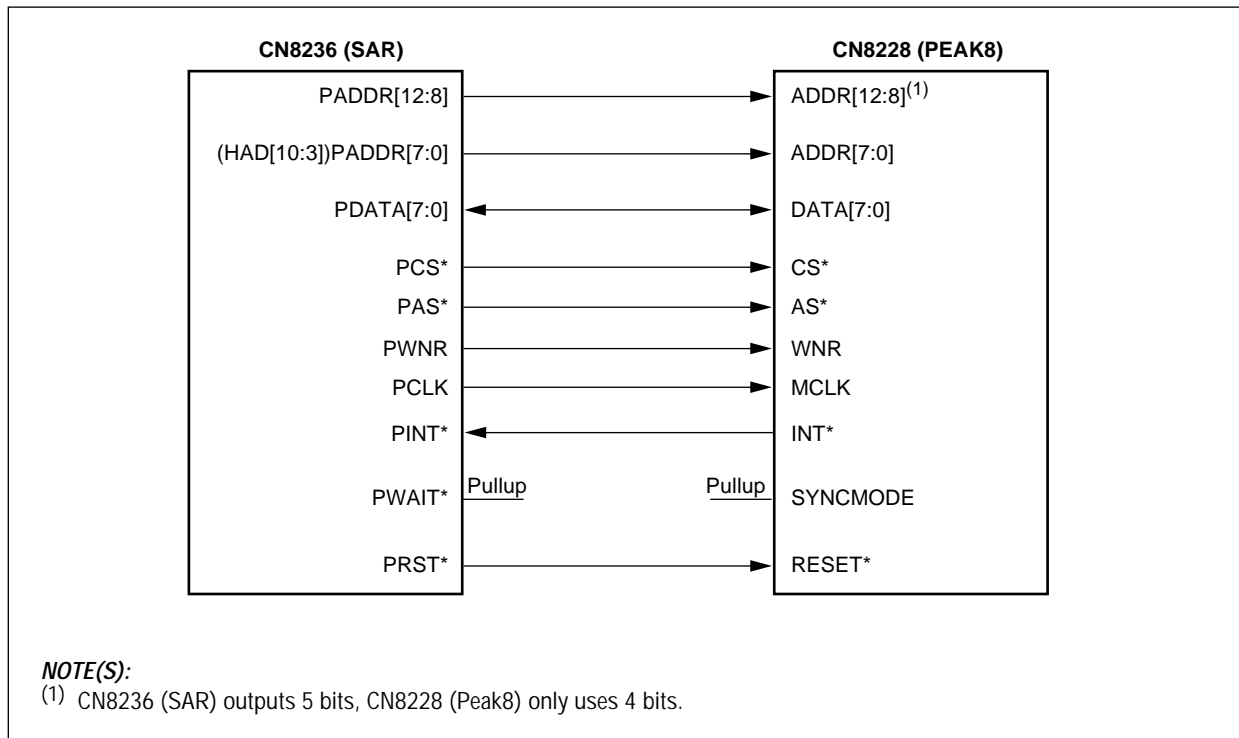 CN8236 (SAR) CN8228 (PEAK8)
PADDR[12:8] ADDR[12:8](1)
(HAD[10:3])PADDR[7:0] ADDR[7:0]
PDATA[7:0] DATA[7:0]
PCS* CS*
PAS* AS*
PWNR WNR
PCLK MCLK
PINT* INT*
PWAIT* Pullup Pullup SYNCMODE
PRST* RESET*
NOTE(S):
(1) CN8236 (SAR) outputs 5 bits, CN8228 (Peak8) only uses 4 bits.